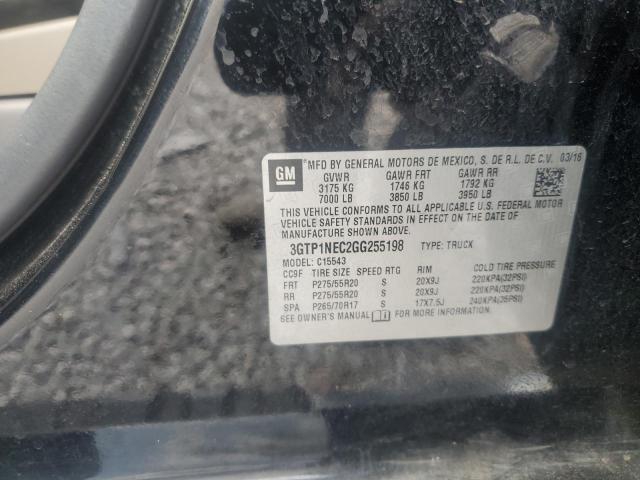 GM ® MFD BY GENERAL MOTORS DE MEXICO, S. DE R.L. DE C.V. 03/16
GVWR GAWR FRT GAWR RR
3175 KG 1746 KG 1792 KG
7000 LB 3850 LB 3950 LB
THIS VEHICLE CONFORMS TO ALL APPLICABLE U.S. FEDERAL MOTOR
VEHICLE SAFETY STANDARDS IN EFFECT ON THE DATE OF
MANUFACTURE SHOWN ABOVE.
3GTP1NEC2GG255198 TYPE: TRUCK
MODEL: C15543
CC9F TIRE SIZE SPEED RTG RIM COLD TIRE PRESSURE
FRT P275/55R20 S 20X9J 220KPA(32PSI)
RR P275/55R20 S 20X9J 220KPA(32PSI)
SPA P265/70R17 S 17X7.5J 240KPA(35PSI)
SEE OWNER'S MANUAL FOR MORE INFORMATION.